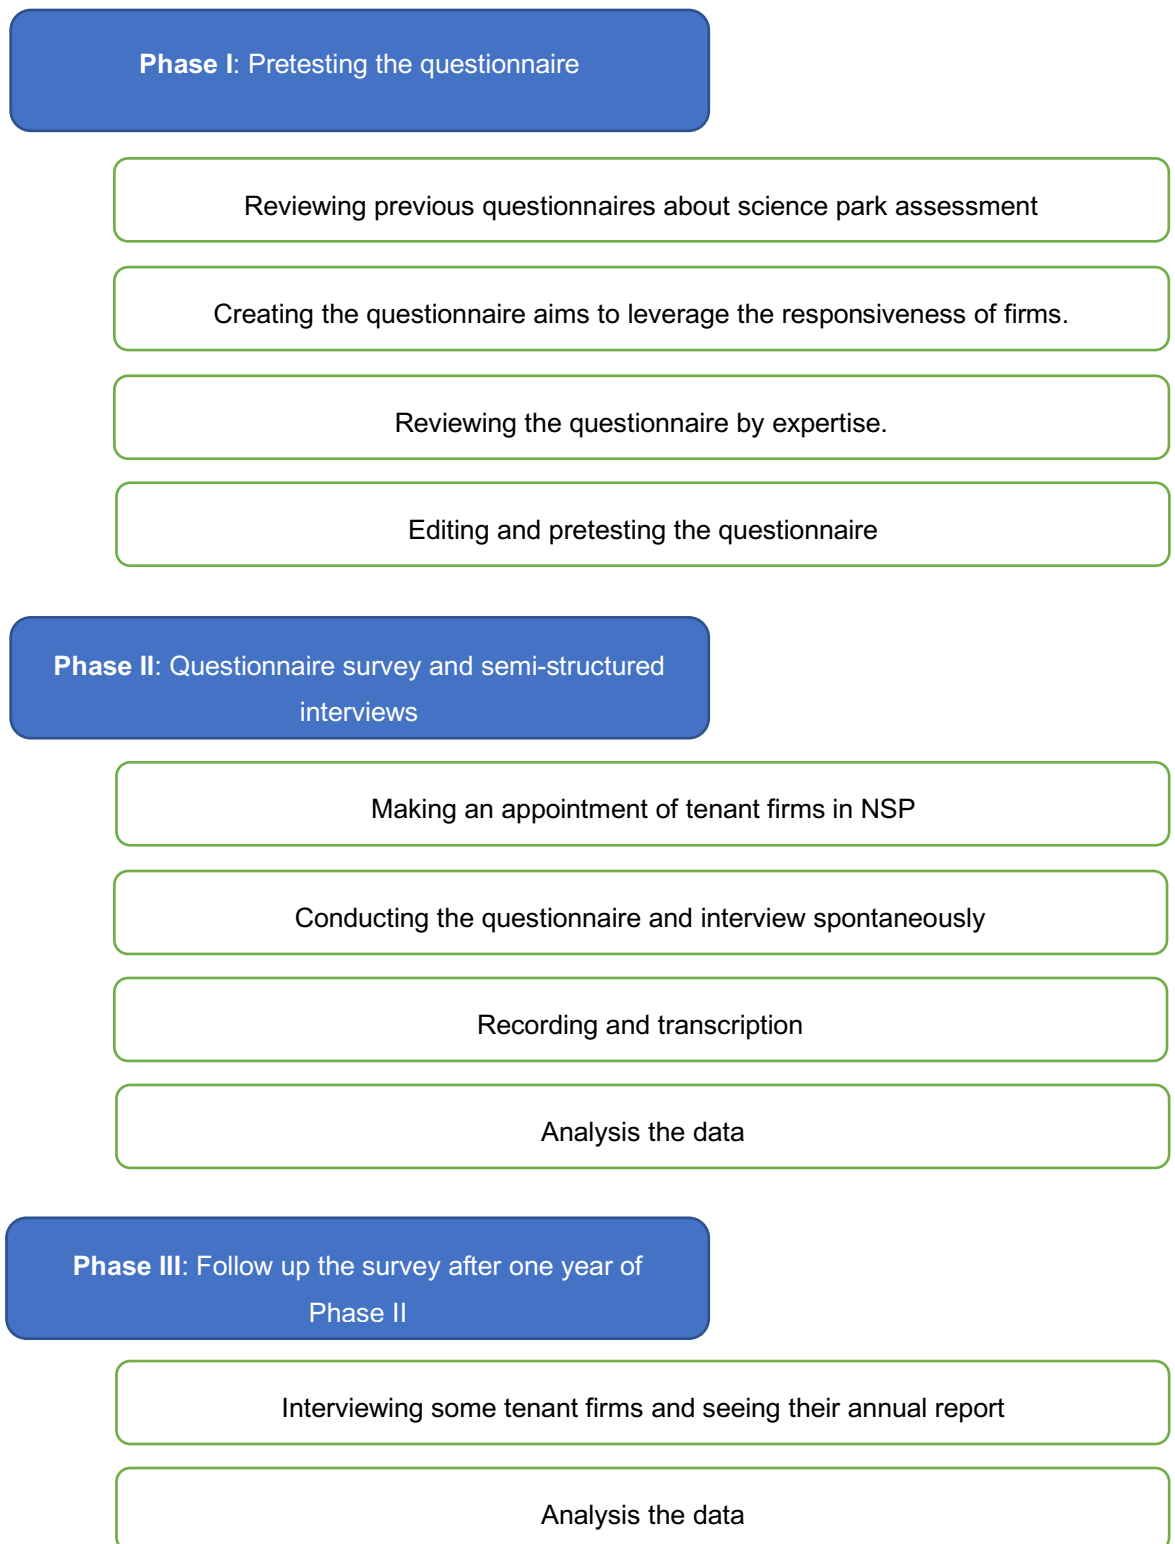 Phase I: Pretesting the questionnaire
Reviewing previous questionnaires about science park assessment
Creating the questionnaire aims to leverage the responsiveness of firms.
Reviewing the questionnaire by expertise.
Editing and pretesting the questionnaire
Phase II: Questionnaire survey and semi-structured
interviews
Making an appointment of tenant firms in NSP
Conducting the questionnaire and interview spontaneously
Recording and transcription
Analysis the data
Phase III: Follow up the survey after one year of
Phase II
Interviewing some tenant firms and seeing their annual report
Analysis the data